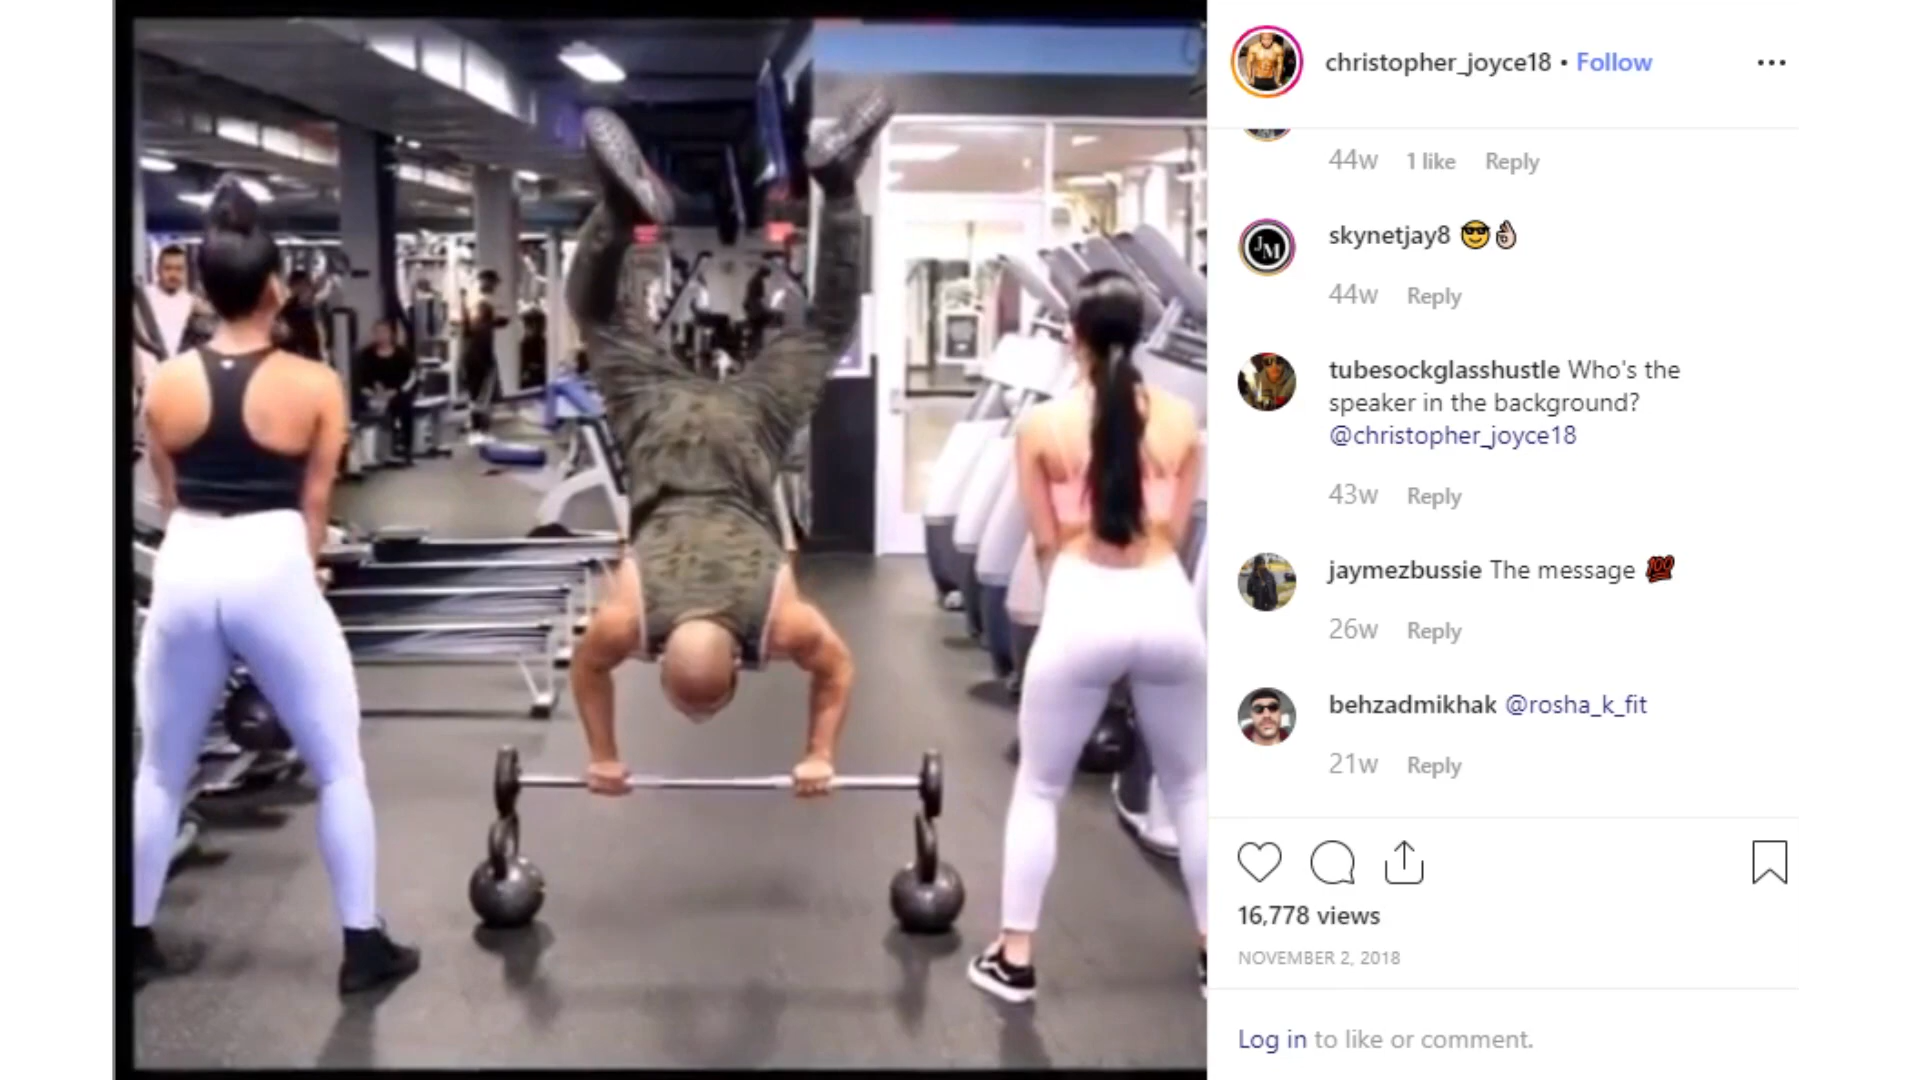 christopher_joyce18 • Follow
44w 1 like Reply
JM
skynetjay8 😎👌
44w Reply
tubesockglasshustle Who's the
speaker in the background?
@christopher_joyce18
43w Reply
jaymezbussie The message 💯
26w Reply
behzadmikhak @rosha_k_fit
21w Reply
16,778 views
NOVEMBER 2, 2018
Log in to like or comment.